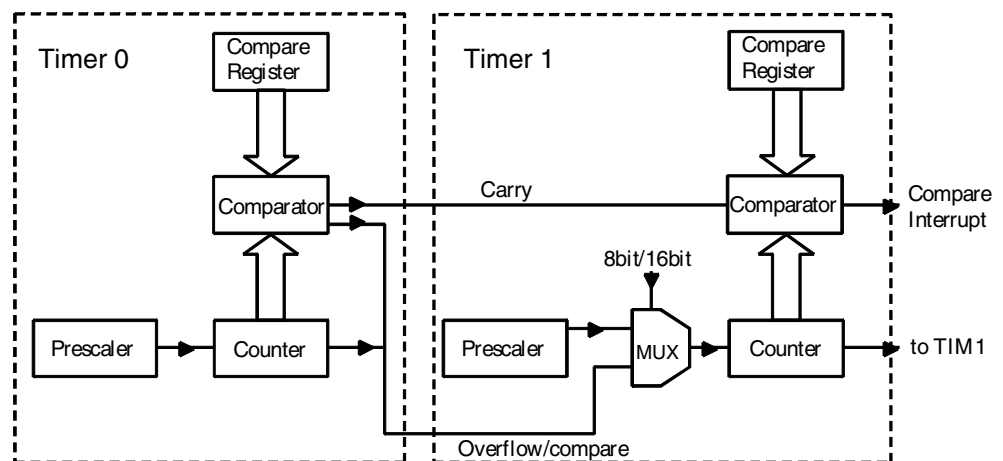 Timer 0
Compare
Register
Comparator
Prescaler
Counter
Timer 1
Compare
Register
Carry
Comparator
Compare
Interrupt
8bit/16bit
Prescaler
MUX
Counter
to TIM1
Overflow/compare